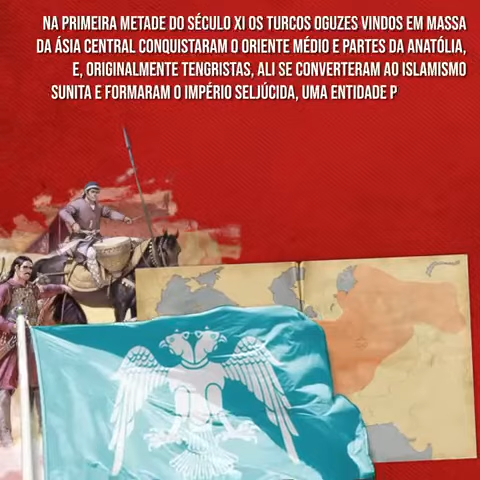 NA PRIMEIRA METADE DO SÉCULO XI OS TURCOS OGUZES VINDOS EM MASSA
DA ÁSIA CENTRAL CONQUISTARAM O ORIENTE MÉDIO E PARTES DA ANATÓLIA,
E, ORIGINALMENTE TENGRISTAS, ALI SE CONVERTERAM AO ISLAMISMO
SUNITA E FORMARAM O IMPÉRIO SELJÚCIDA, UMA ENTIDADE P